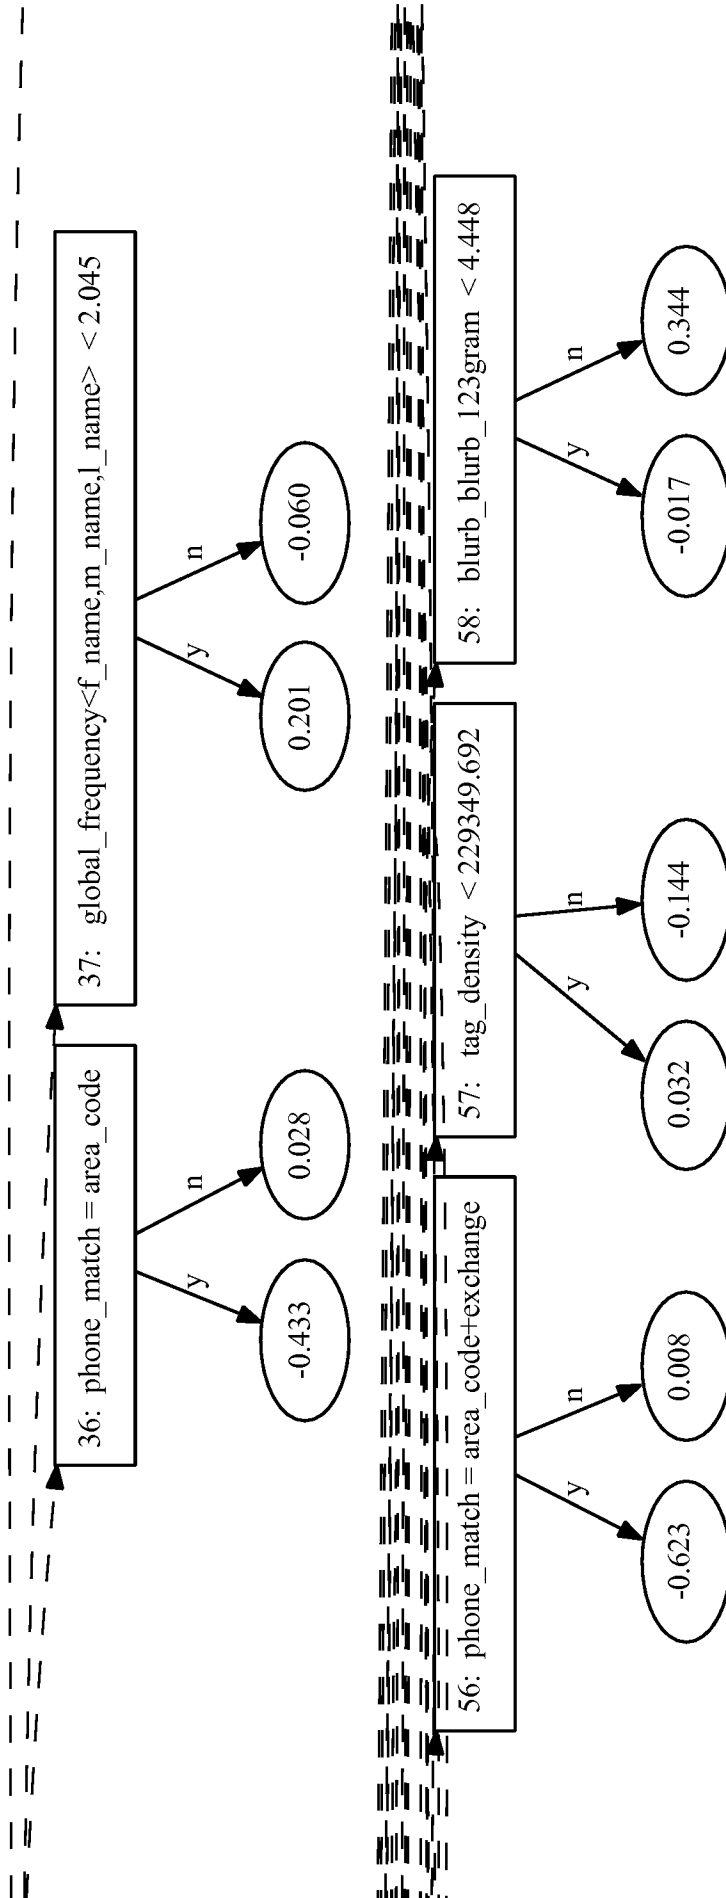 36: phone_match = area_code
y
n
-0.433
0.028
37: global_frequency<f_name,m_name,l_name> < 2.045
y
n
0.201
-0.060
56: phone_match = area_code+exchange
y
n
-0.623
0.008
57: tag_density < 229349.692
y
n
0.032
-0.144
58: blurb_blurb_123gram < 4.448
y
n
-0.017
0.344